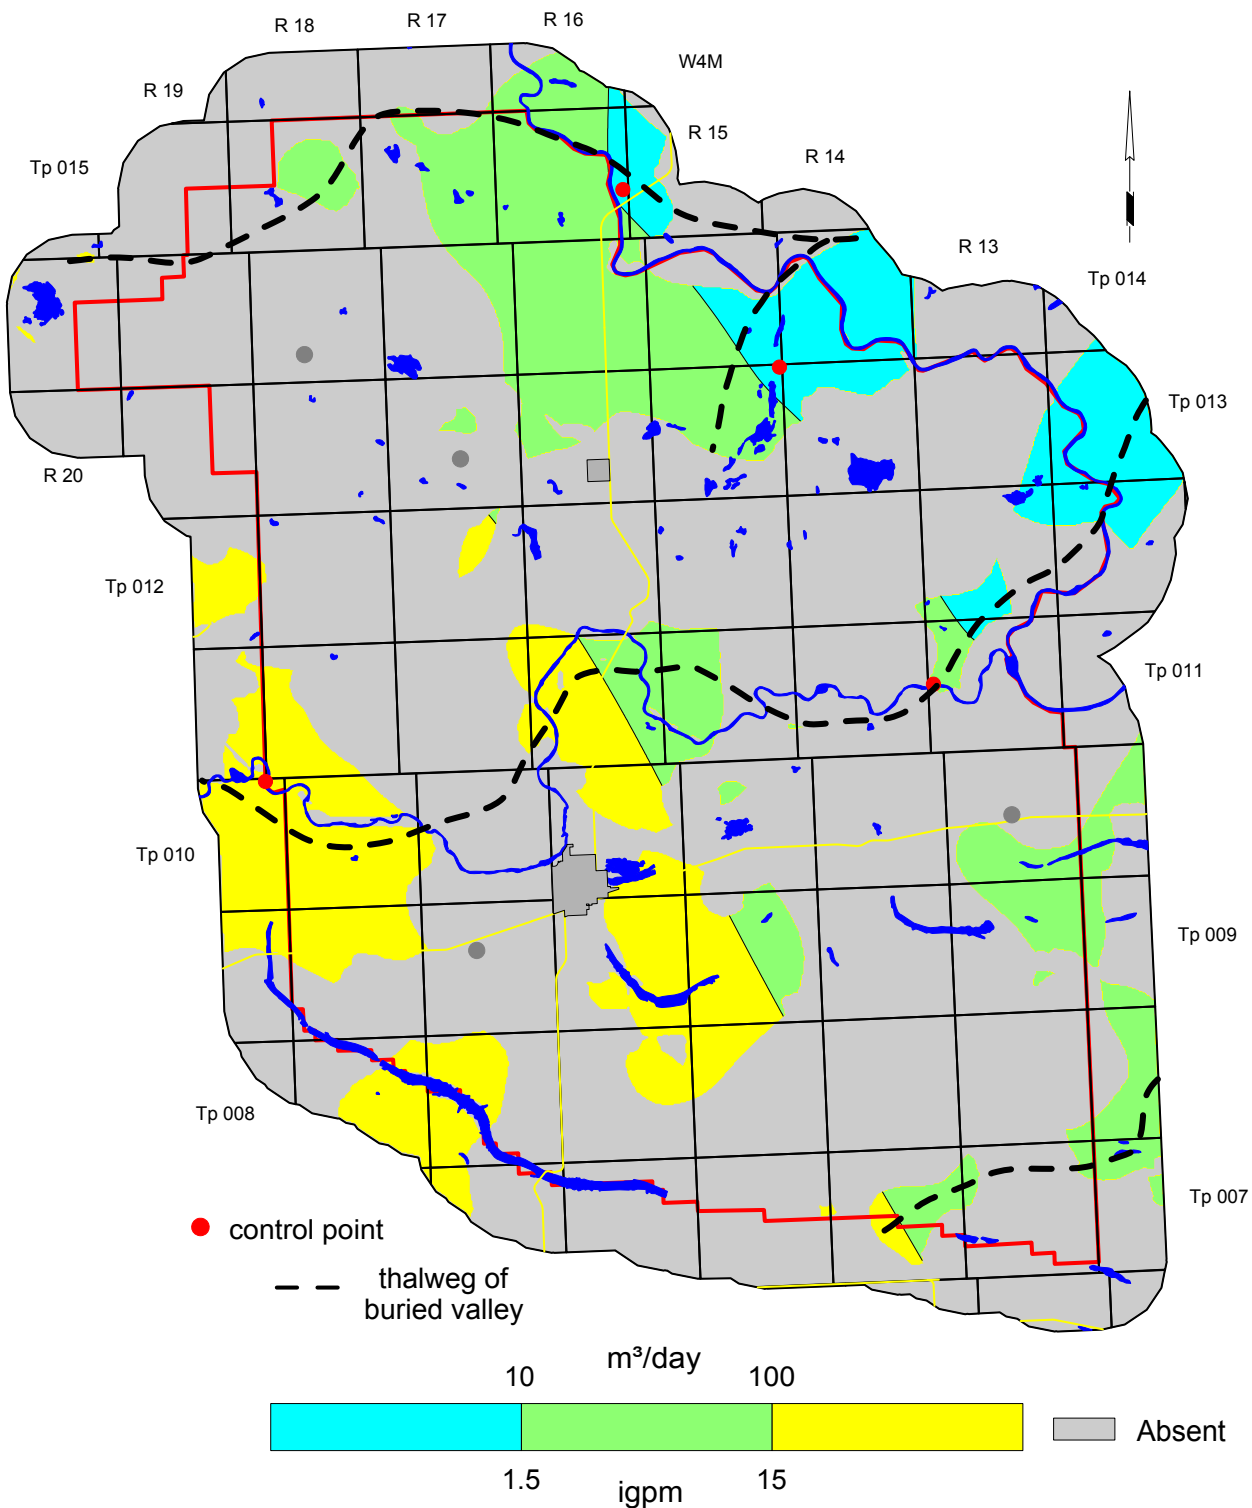 R 18
R 17
R 16
W4M
R 19
R 15
R 14
Tp 015
R 13
Tp 014
Tp 013
R 20
Tp 012
Tp 011
Tp 010
Tp 009
Tp 008
Tp 007
control point
thalweg of
buried valley
m³/day
10
100
Absent
1.5
15
igpm